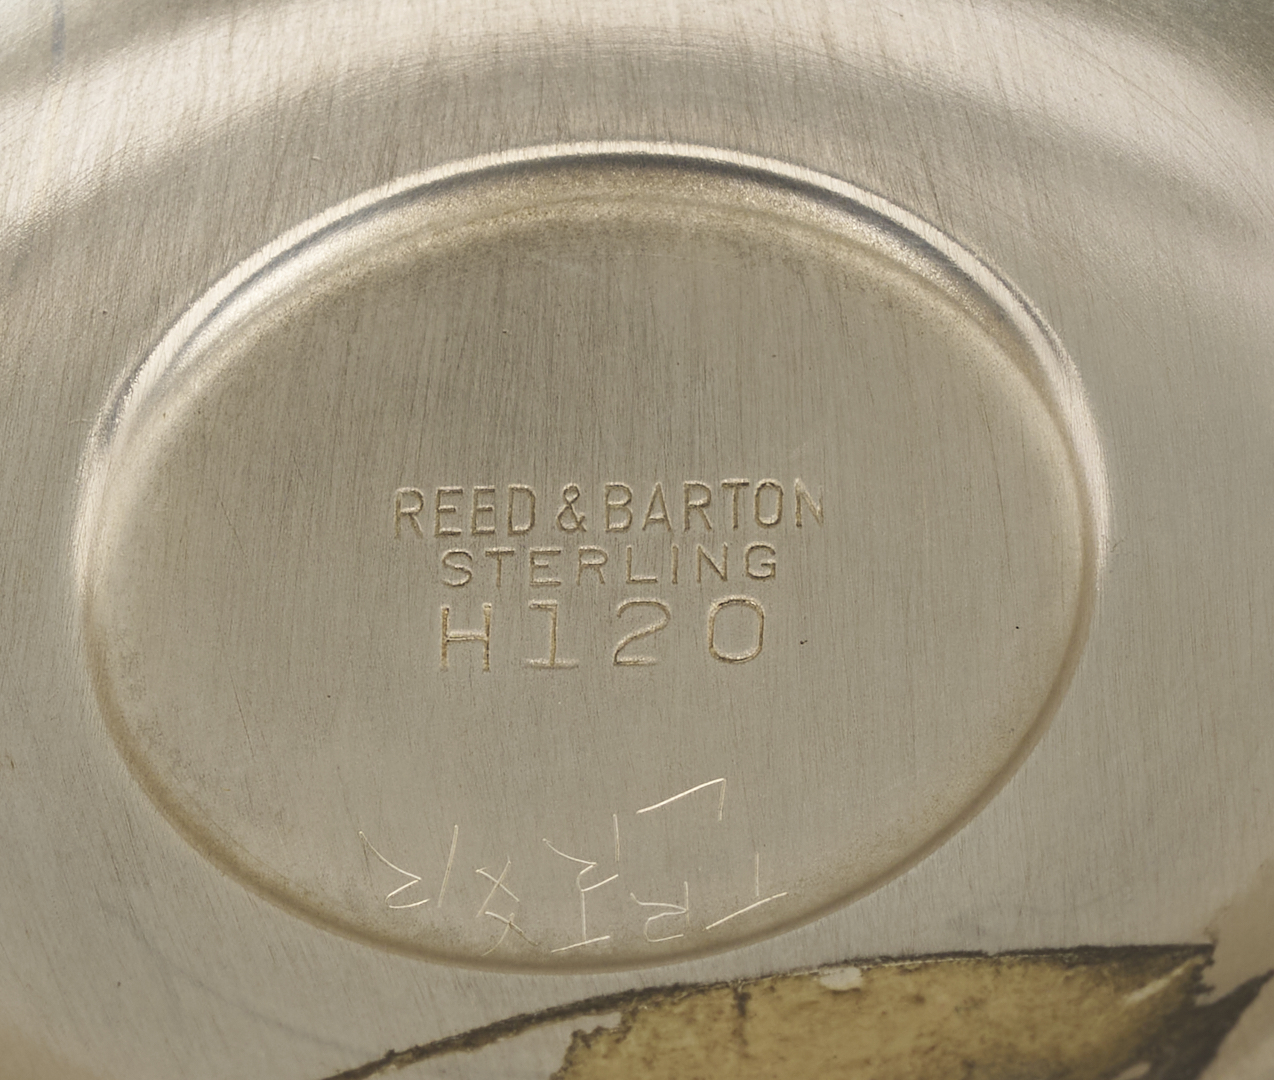 REED & BARTON
STERLING
H120